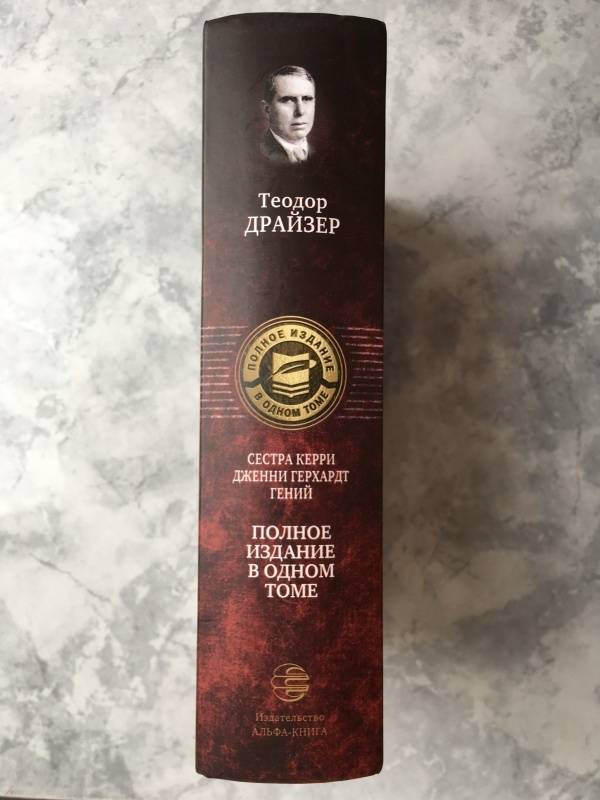 Теодор
ДРАЙЗЕР
ПОЛНОЕ ИЗДАНИЕ
В ОДНОМ ТОМЕ
СЕСТРА КЕРРИ
ДЖЕННИ ГЕРХАРДТ
ГЕНИЙ
ПОЛНОЕ
ИЗДАНИЕ
В ОДНОМ
ТОМЕ
Издательство
АЛЬФА-КНИГА